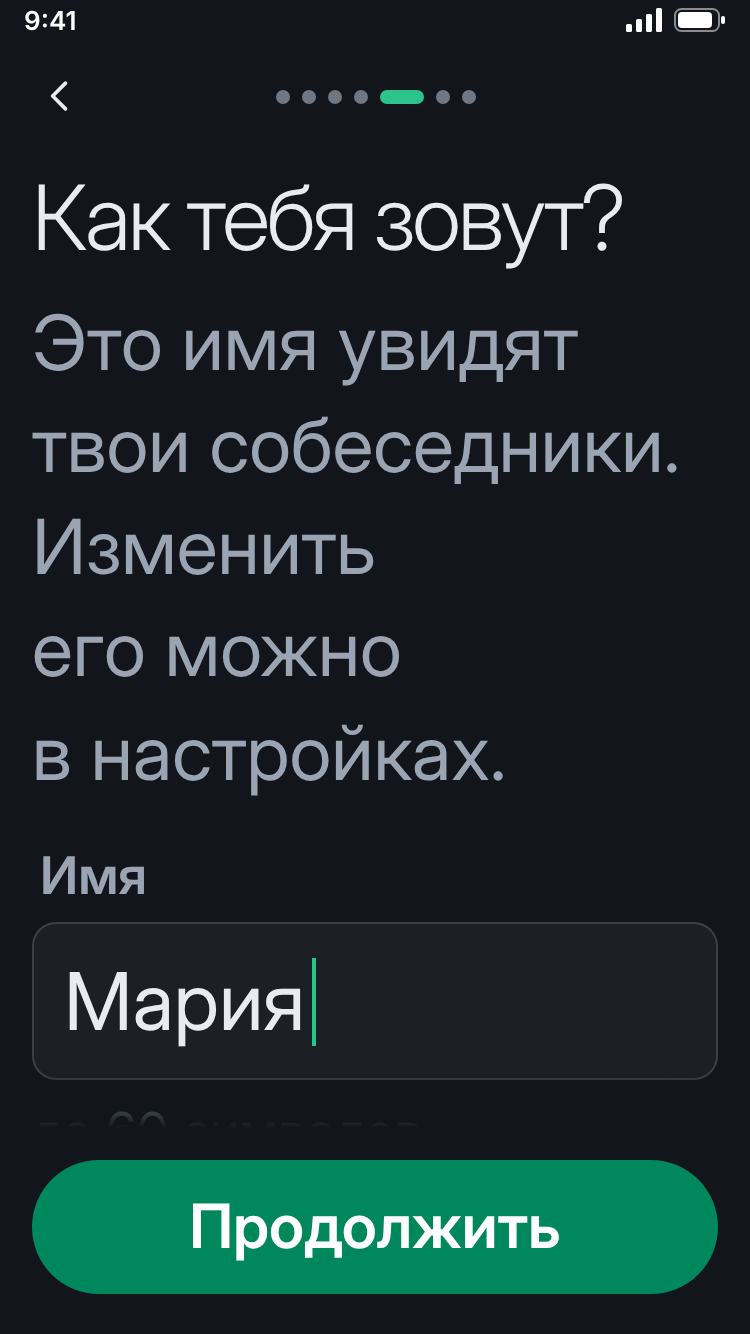 9:41
Как тебя зовут?
Это имя увидят
твои собеседники.
Изменить
его можно
в настройках.
Имя
Мария
Продолжить